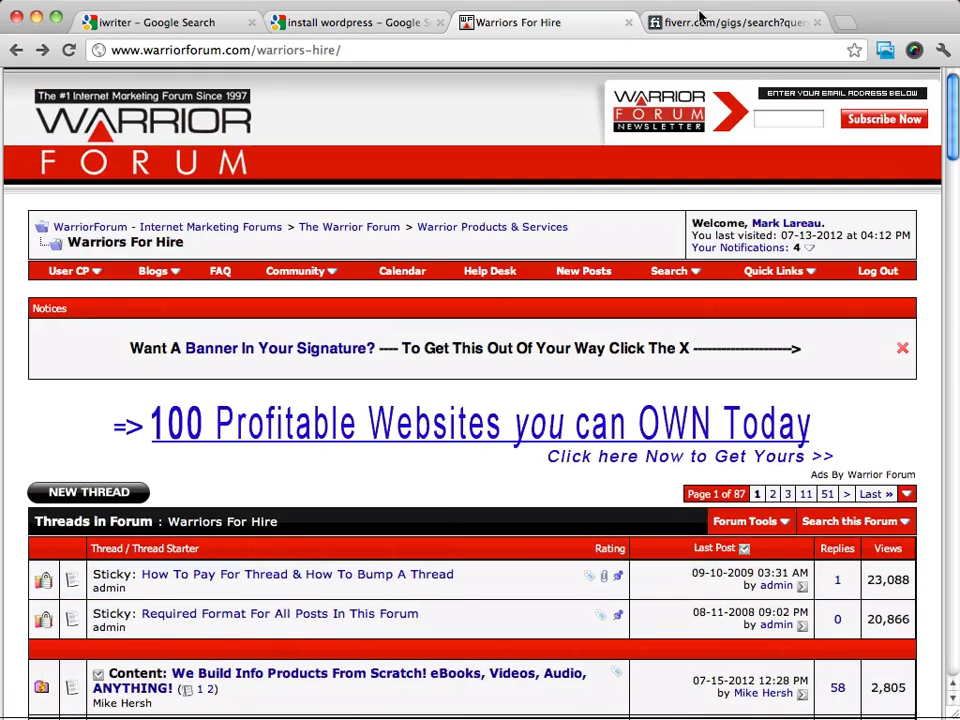 iwriter - Google Search
install wordpress - Google S
Warriors For Hire
fiverr.com/gigs/search?quer
www.warriorforum.com/warriors-hire/
The #1 Internet Marketing Forum Since 1997
WARRIOR
FORUM
WARRIOR
FORUM
NEWSLETTER
ENTER YOUR EMAIL ADDRESS BELOW
Subscribe Now
WarriorForum - Internet Marketing Forums > The Warrior Forum > Warrior Products & Services
Warriors For Hire
Welcome, Mark Lareau.
You last visited: 07-13-2012 at 04:12 PM
Your Notifications: 4
User CP Blogs FAQ Community Calendar Help Desk New Posts Search Quick Links Log Out
Notices
Want A Banner In Your Signature? ---- To Get This Out Of Your Way Click The X -------------------->
=> 100 Profitable Websites you can OWN Today
Click here Now to Get Yours >>
Ads By Warrior Forum
NEW THREAD
Page 1 of 87 1 2 3 11 51 > Last »
Threads in Forum : Warriors For Hire
Forum Tools Search this Forum
Thread / Thread Starter Rating Last Post Replies Views
Sticky: How To Pay For Thread & How To Bump A Thread
admin
09-10-2009 03:31 AM
by admin
1 23,088
Sticky: Required Format For All Posts In This Forum
admin
08-11-2008 09:02 PM
by admin
0 20,866
Content: We Build Info Products From Scratch! eBooks, Videos, Audio,
ANYTHING! ( 1 2)
Mike Hersh
07-15-2012 12:28 PM
by Mike Hersh
58 2,805